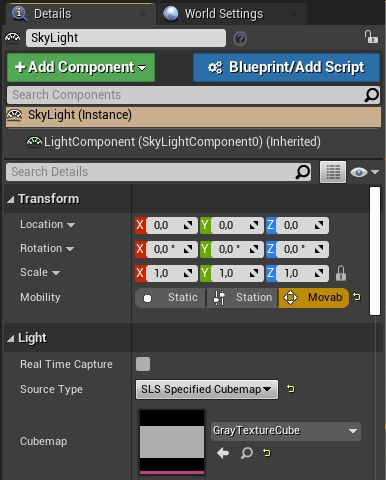 Details
World Settings
SkyLight
+Add Component
Blueprint/Add Script
Search Components
SkyLight (Instance)
LightComponent (SkyLightComponent0) (Inherited)
Search Details
Transform
Location X 0,0 Y 0,0 Z 0,0
Rotation X 0,0 ° Y 0,0 ° Z 0,0 °
Scale X 1,0 Y 1,0 Z 1,0
Mobility Static Station Movab
Light
Real Time Capture
Source Type SLS Specified Cubemap
GrayTextureCube
Cubemap